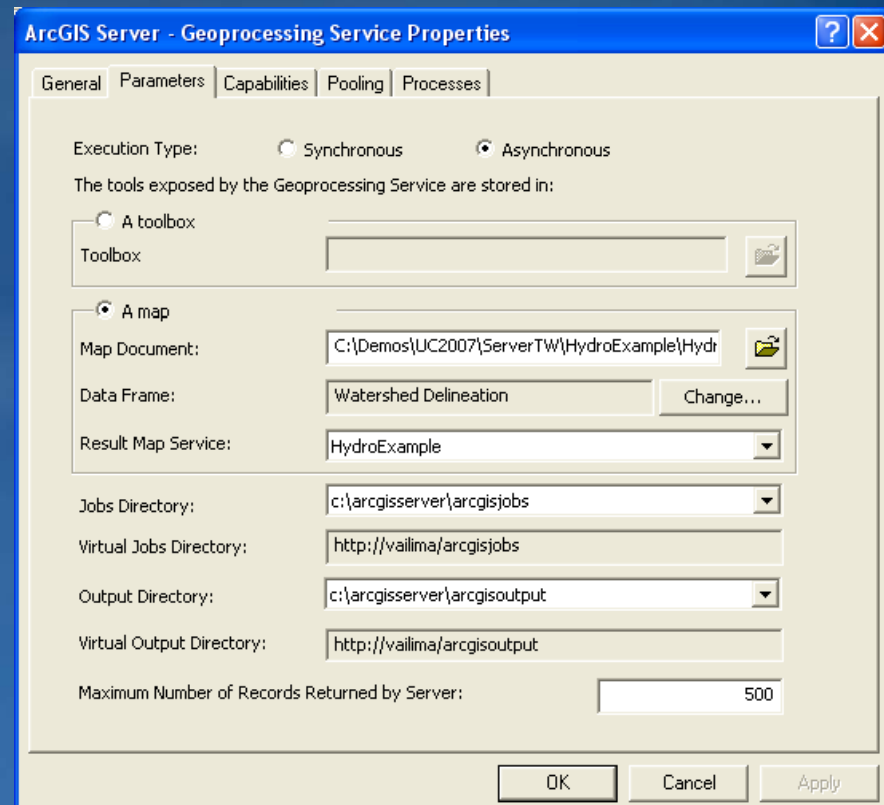 ArcGIS Server - Geoprocessing Service Properties
General Parameters Capabilities Pooling Processes
Execution Type: Synchronous Asynchronous
The tools exposed by the Geoprocessing Service are stored in:
A toolbox
Toolbox
A map
Map Document: C:\Demos\UC2007\ServerTW\HydroExample\Hydr
Data Frame: Watershed Delineation Change...
Result Map Service: HydroExample
Jobs Directory: c:\arcgisserver\arcgisjobs
Virtual Jobs Directory: http://vailima/arcgisjobs
Output Directory: c:\arcgisserver\arcgisoutput
Virtual Output Directory: http://vailima/arcgisoutput
Maximum Number of Records Returned by Server: 500
OK Cancel Apply